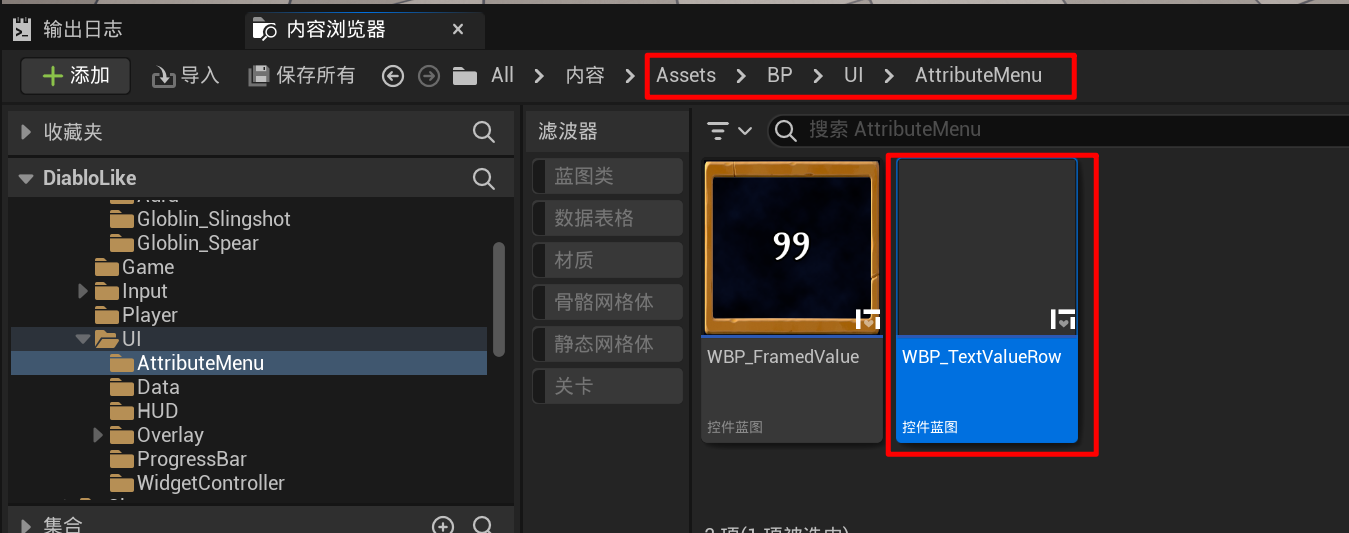 输出日志
内容浏览器
添加
导入
保存所有
All
内容
Assets
BP
UI
AttributeMenu
收藏夹
滤波器
搜索 AttributeMenu
DiabloLike
Globlin_Slingshot
Globlin_Spear
Game
Input
Player
UI
AttributeMenu
Data
HUD
Overlay
ProgressBar
WidgetController
集合
蓝图类
数据表格
材质
骨骼网格体
静态网格体
关卡
99
WBP_FramedValue
控件蓝图
WBP_TextValueRow
控件蓝图
2 项(1 项被选中)